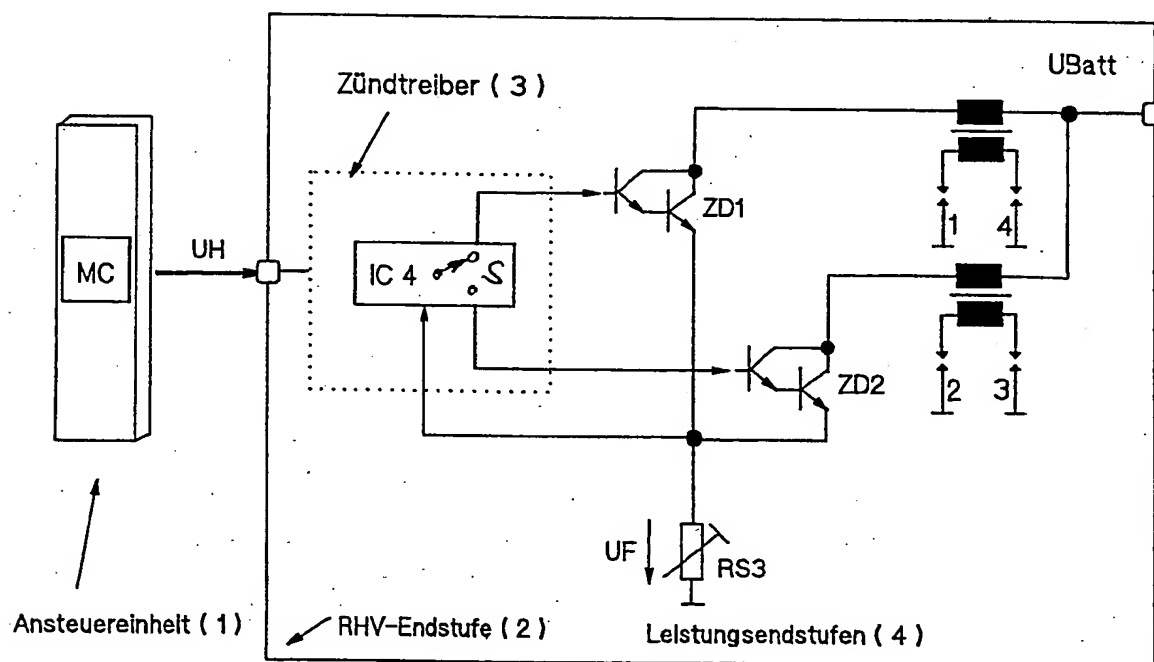 UBatt
Zündtreiber ( 3 )
ZD1
1 4
UH
MC
IC 4 S
2 3
ZD2
UF
RS3
Ansteuereinheit ( 1 )
RHV-Endstufe ( 2 )
Leistungsendstufen ( 4 )